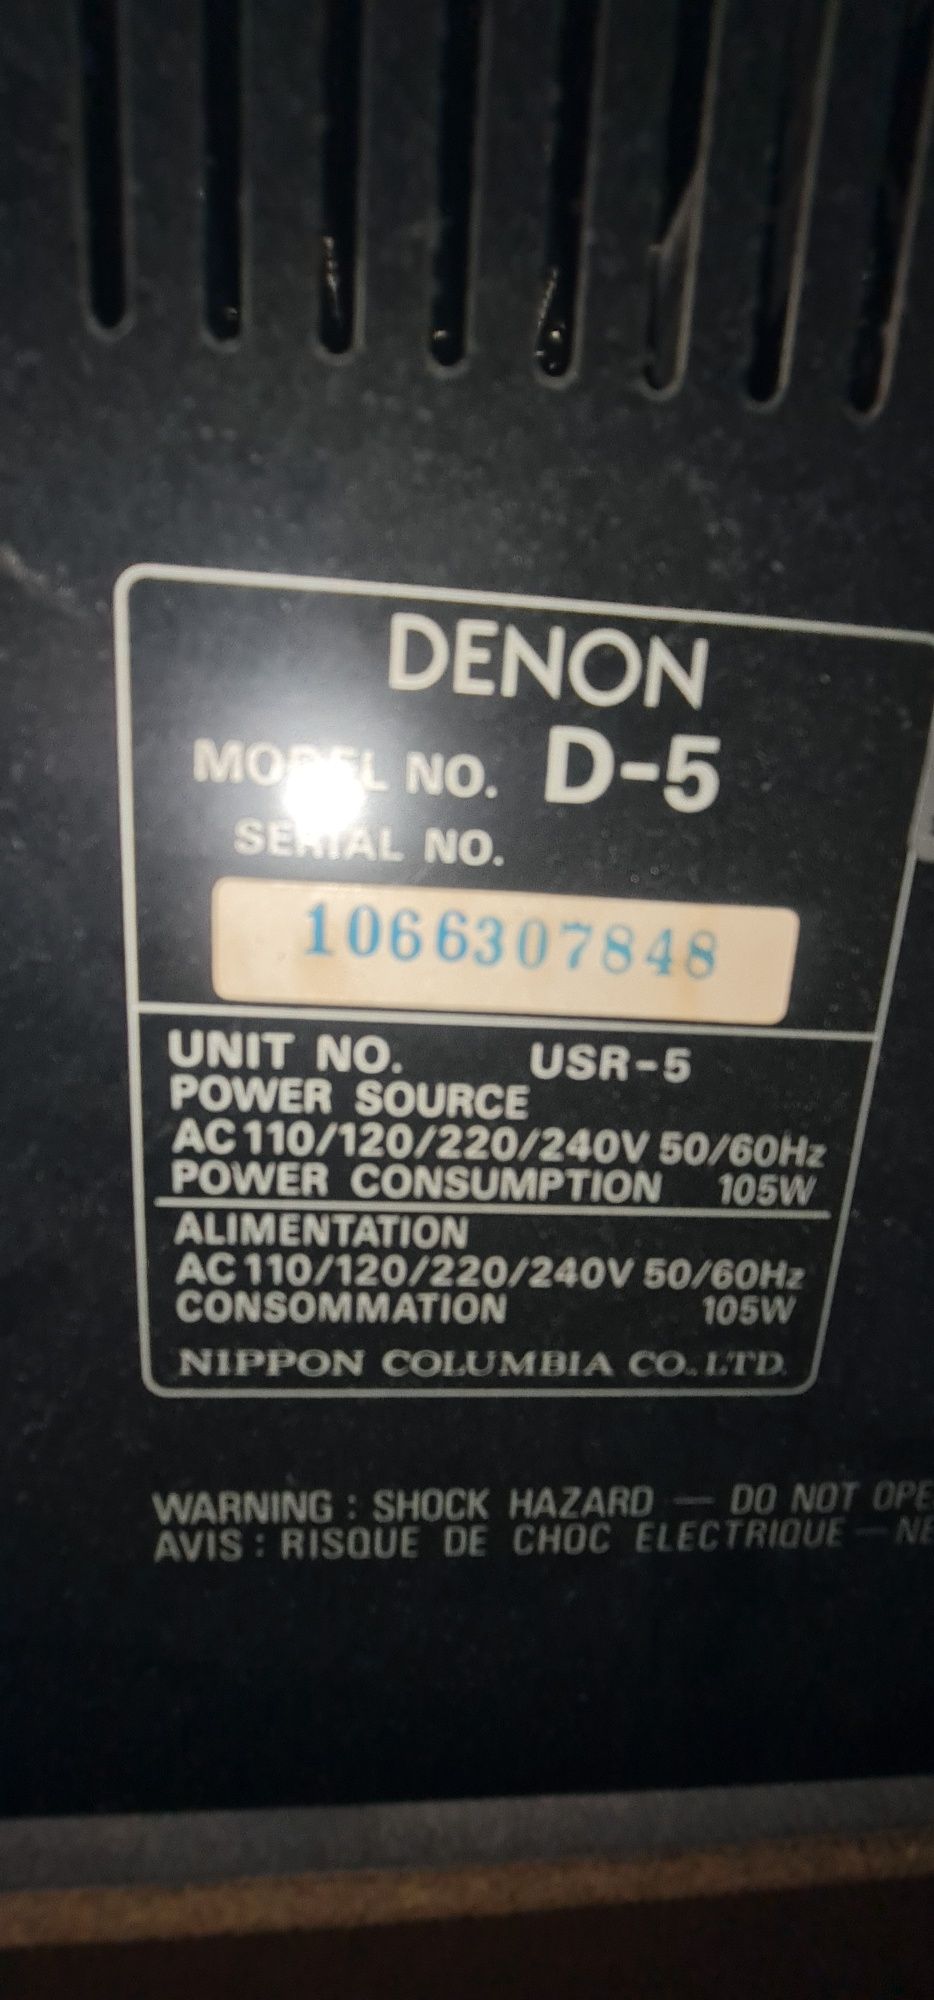 DENON
MODEL NO. D-5
SERIAL NO.
1066307848
UNIT NO. USR-5
POWER SOURCE
AC 110/120/220/240V 50/60Hz
POWER CONSUMPTION 105W
ALIMENTATION
AC 110/120/220/240V 50/60Hz
CONSOMMATION 105W
NIPPON COLUMBIA CO. LTD.
WARNING : SHOCK HAZARD — DO NOT OPE
AVIS : RISQUE DE CHOC ELECTRIQUE — NE